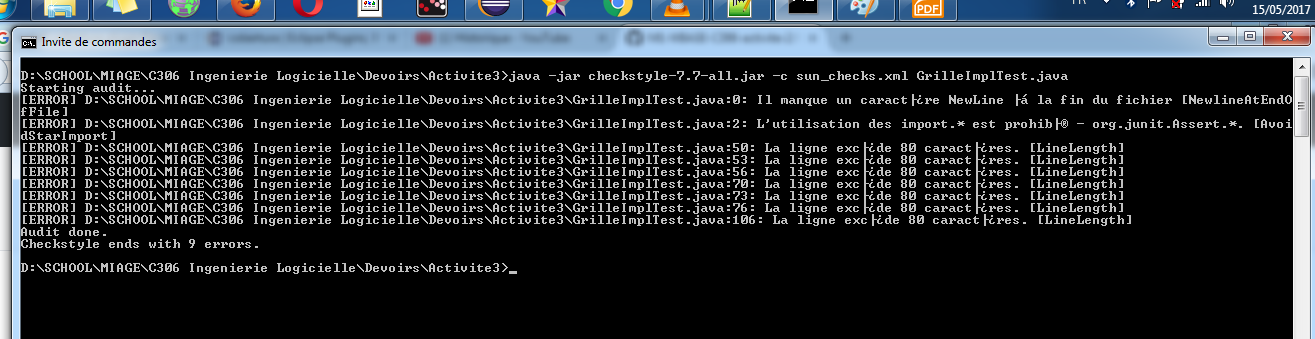 FR
15/05/2017
PDF
Invite de commandes
D:\SCHOOL\MIAGE\C306 Ingenierie Logicielle\Devoirs\Activite3>java -jar checkstyle-7.7-all.jar -c sun_checks.xml GrilleImplTest.java
Starting audit...
[ERROR] D:\SCHOOL\MIAGE\C306 Ingenierie Logicielle\Devoirs\Activite3\GrilleImplTest.java:0: Il manque un caract├¿re NewLine ├á la fin du fichier [NewlineAtEndO
fFile]
[ERROR] D:\SCHOOL\MIAGE\C306 Ingenierie Logicielle\Devoirs\Activite3\GrilleImplTest.java:2: L'utilisation des import.* est prohib├® - org.junit.Assert.*. [Avoi
dStarImport]
[ERROR] D:\SCHOOL\MIAGE\C306 Ingenierie Logicielle\Devoirs\Activite3\GrilleImplTest.java:50: La ligne exc├¿de 80 caract├¿res. [LineLength]
[ERROR] D:\SCHOOL\MIAGE\C306 Ingenierie Logicielle\Devoirs\Activite3\GrilleImplTest.java:53: La ligne exc├¿de 80 caract├¿res. [LineLength]
[ERROR] D:\SCHOOL\MIAGE\C306 Ingenierie Logicielle\Devoirs\Activite3\GrilleImplTest.java:56: La ligne exc├¿de 80 caract├¿res. [LineLength]
[ERROR] D:\SCHOOL\MIAGE\C306 Ingenierie Logicielle\Devoirs\Activite3\GrilleImplTest.java:70: La ligne exc├¿de 80 caract├¿res. [LineLength]
[ERROR] D:\SCHOOL\MIAGE\C306 Ingenierie Logicielle\Devoirs\Activite3\GrilleImplTest.java:73: La ligne exc├¿de 80 caract├¿res. [LineLength]
[ERROR] D:\SCHOOL\MIAGE\C306 Ingenierie Logicielle\Devoirs\Activite3\GrilleImplTest.java:76: La ligne exc├¿de 80 caract├¿res. [LineLength]
[ERROR] D:\SCHOOL\MIAGE\C306 Ingenierie Logicielle\Devoirs\Activite3\GrilleImplTest.java:106: La ligne exc├¿de 80 caract├¿res. [LineLength]
Audit done.
Checkstyle ends with 9 errors.
D:\SCHOOL\MIAGE\C306 Ingenierie Logicielle\Devoirs\Activite3>_